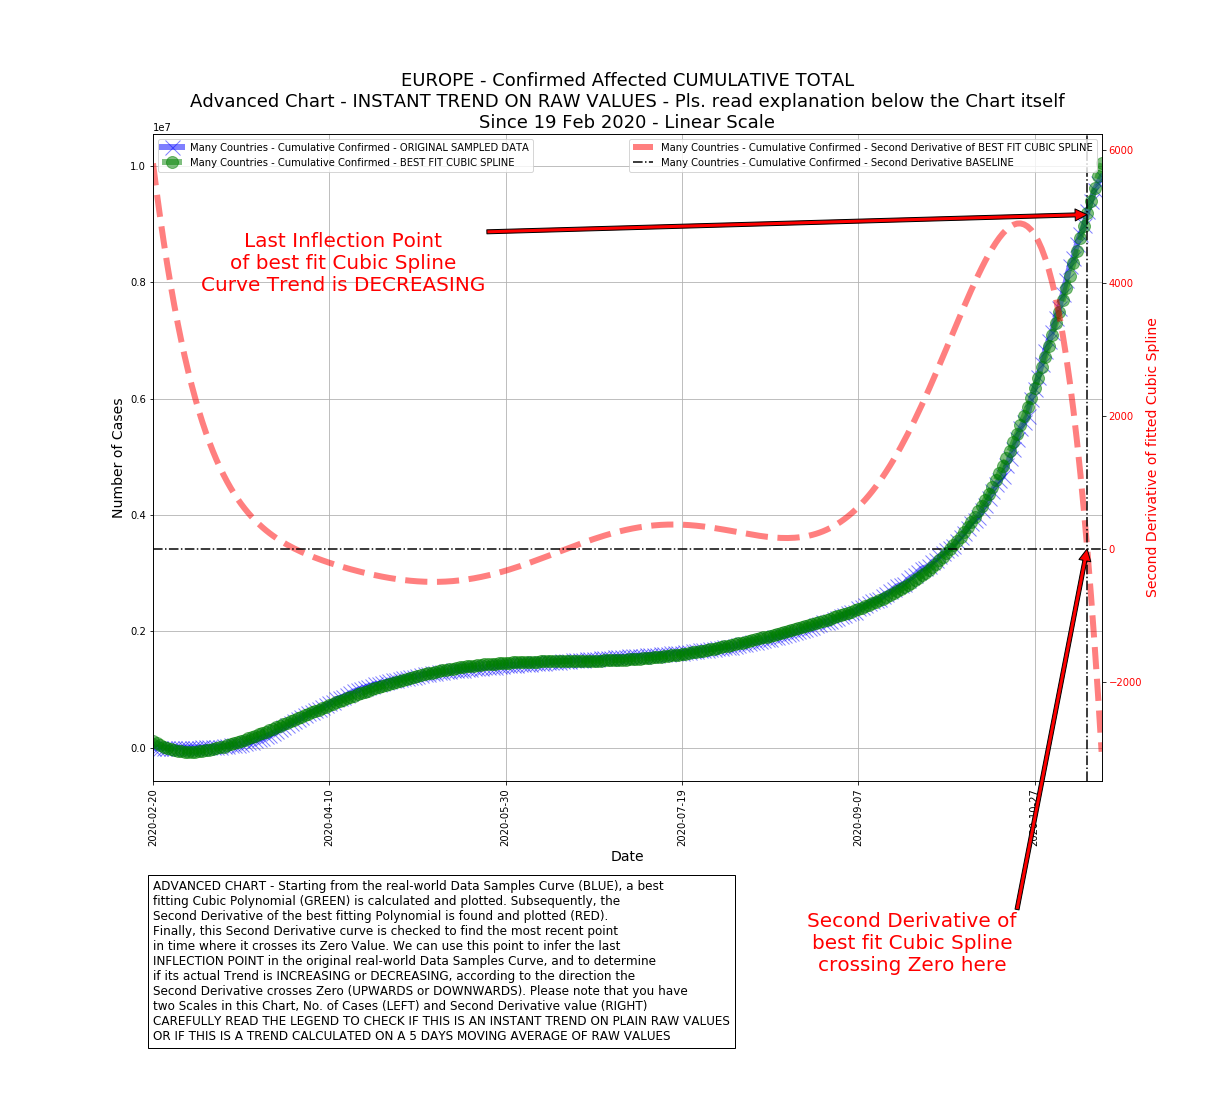 EUROPE - Confirmed Affected CUMULATIVE TOTAL
Advanced Chart - INSTANT TREND ON RAW VALUES - Pls. read explanation below the Chart itself
Since 19 Feb 2020 - Linear Scale
1e7
Many Countries - Cumulative Confirmed - ORIGINAL SAMPLED DATA
Many Countries - Cumulative Confirmed - BEST FIT CUBIC SPLINE
Many Countries - Cumulative Confirmed - Second Derivative of BEST FIT CUBIC SPLINE
Many Countries - Cumulative Confirmed - Second Derivative BASELINE
Last Inflection Point
of best fit Cubic Spline
Curve Trend is DECREASING
Number of Cases
1.0
0.8
0.6
0.4
0.2
0.0
6000
4000
2000
0
−2000
Second Derivative of fitted Cubic Spline
2020-02-20
2020-04-10
2020-05-30
2020-07-19
2020-09-07
2020-10-27
Date
ADVANCED CHART - Starting from the real-world Data Samples Curve (BLUE), a best
fitting Cubic Polynomial (GREEN) is calculated and plotted. Subsequently, the
Second Derivative of the best fitting Polynomial is found and plotted (RED).
Finally, this Second Derivative curve is checked to find the most recent point
in time where it crosses its Zero Value. We can use this point to infer the last
INFLECTION POINT in the original real-world Data Samples Curve, and to determine
if its actual Trend is INCREASING or DECREASING, according to the direction the
Second Derivative crosses Zero (UPWARDS or DOWNWARDS). Please note that you have
two Scales in this Chart, No. of Cases (LEFT) and Second Derivative value (RIGHT)
CAREFULLY READ THE LEGEND TO CHECK IF THIS IS AN INSTANT TREND ON PLAIN RAW VALUES
OR IF THIS IS A TREND CALCULATED ON A 5 DAYS MOVING AVERAGE OF RAW VALUES
Second Derivative of
best fit Cubic Spline
crossing Zero here